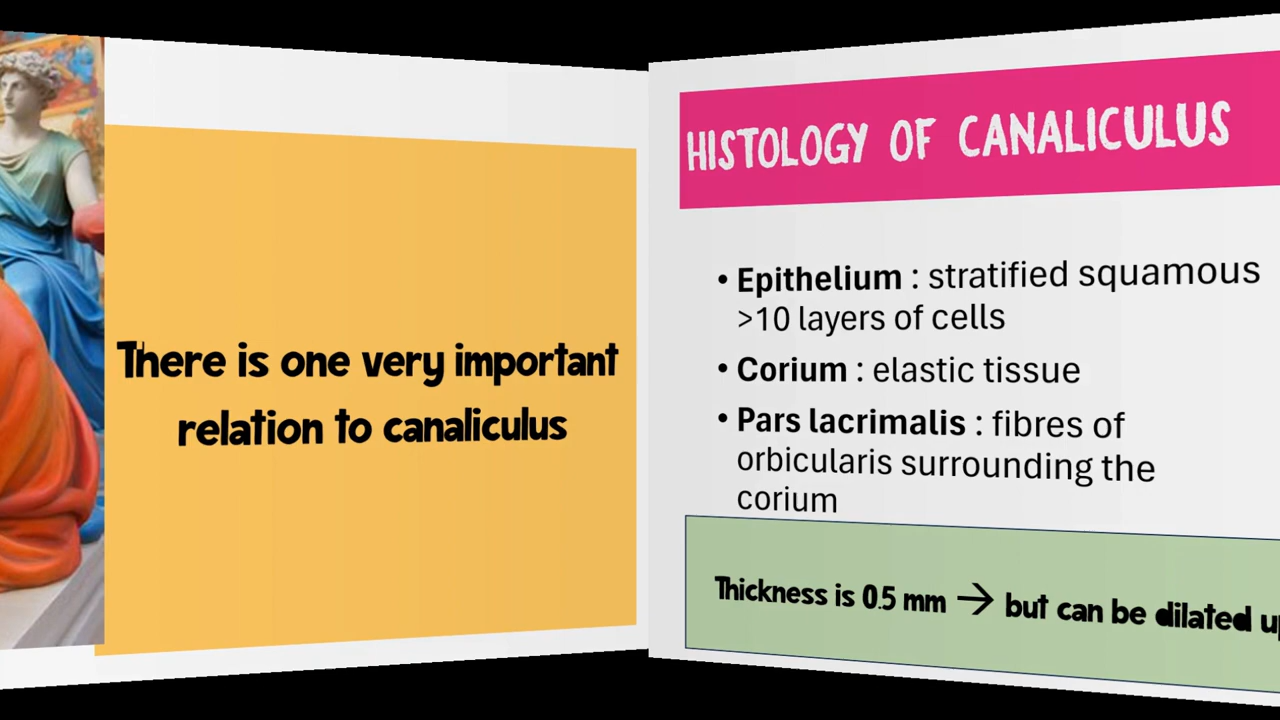 There is one very important
relation to canaliculus
HISTOLOGY OF CANALICULUS
• Epithelium : stratified squamous
>10 layers of cells
• Corium : elastic tissue
• Pars lacrimalis : fibres of
orbicularis surrounding the
corium
Thickness is 0.5 mm → but can be dilated